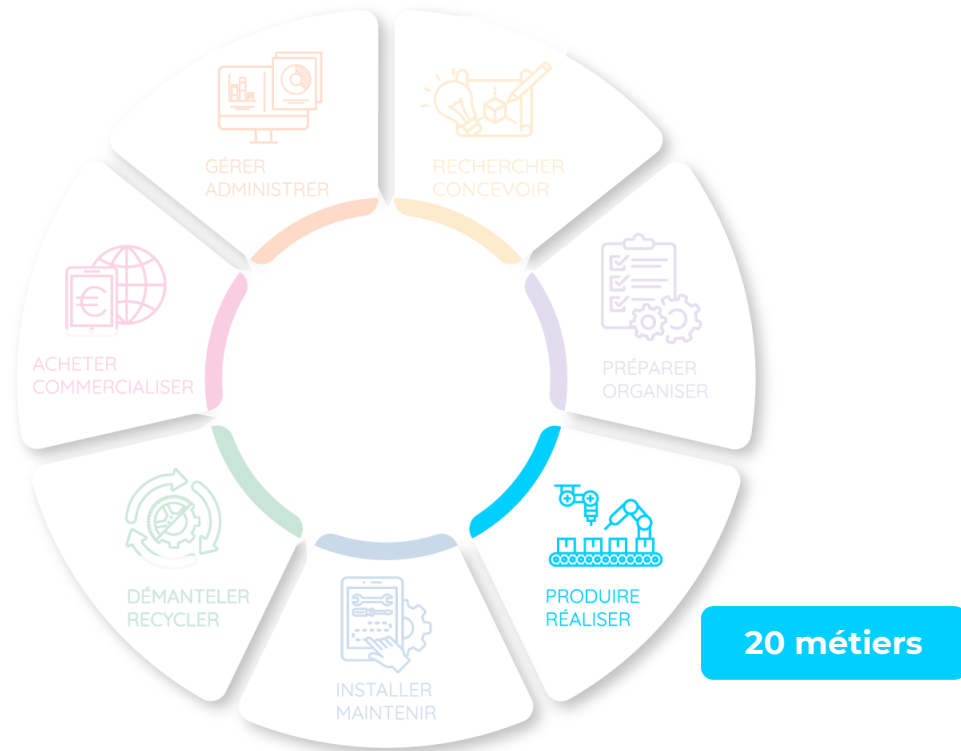 GÉRER
ADMINISTRER
RECHERCHER
CONCEVOIR
PRÉPARER
ORGANISER
PRODUIRE
RÉALISER
20 métiers
INSTALLER
MAINTENIR
DÉMANTELER
RECYCLER
ACHETER
COMMERCIALISER